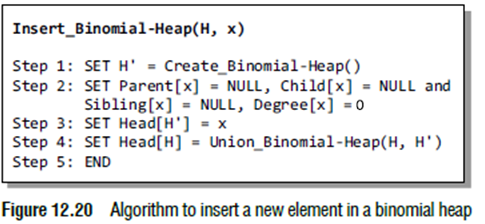 Insert_Binomial-Heap(H, x)
Step 1: SET H' = Create_Binomial-Heap()
Step 2: SET Parent[x] = NULL, Child[x] = NULL and
Sibling[x] = NULL, Degree[x] =0
Step 3: SET Head[H'] = x
Step 4: SET Head[H] = Union_Binomial-Heap(H, H')
Step 5: END
Figure 12.20 Algorithm to insert a new element in a binomial heap